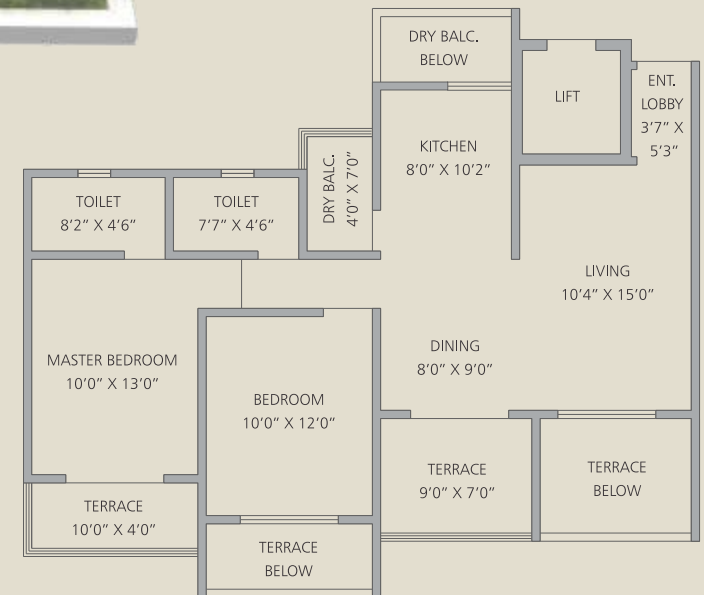 DRY BALC.
BELOW
LIFT
ENT.
LOBBY
3'7" X
5'3"
KITCHEN
8'0" X 10'2"
DRY BALC.
4'0" X 7'0"
TOILET
8'2" X 4'6"
TOILET
7'7" X 4'6"
LIVING
10'4" X 15'0"
MASTER BEDROOM
10'0" X 13'0"
DINING
8'0" X 9'0"
BEDROOM
10'0" X 12'0"
TERRACE
9'0" X 7'0"
TERRACE
BELOW
TERRACE
10'0" X 4'0"
TERRACE
BELOW